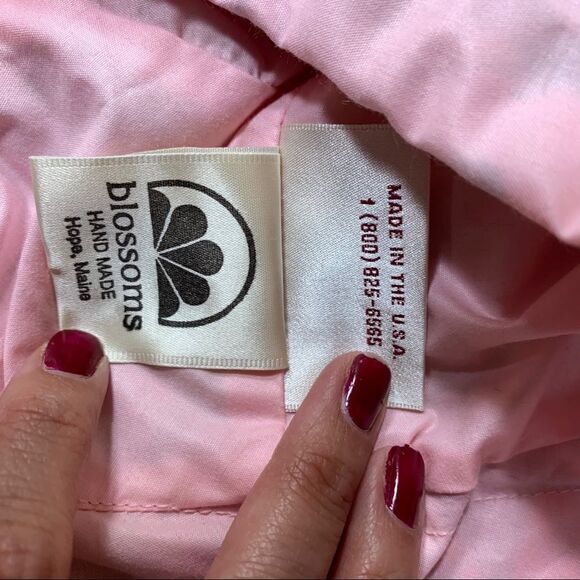 blossoms
HAND MADE
Hope, Maine
MADE IN THE U.S.A.
1 (800) 825-6565